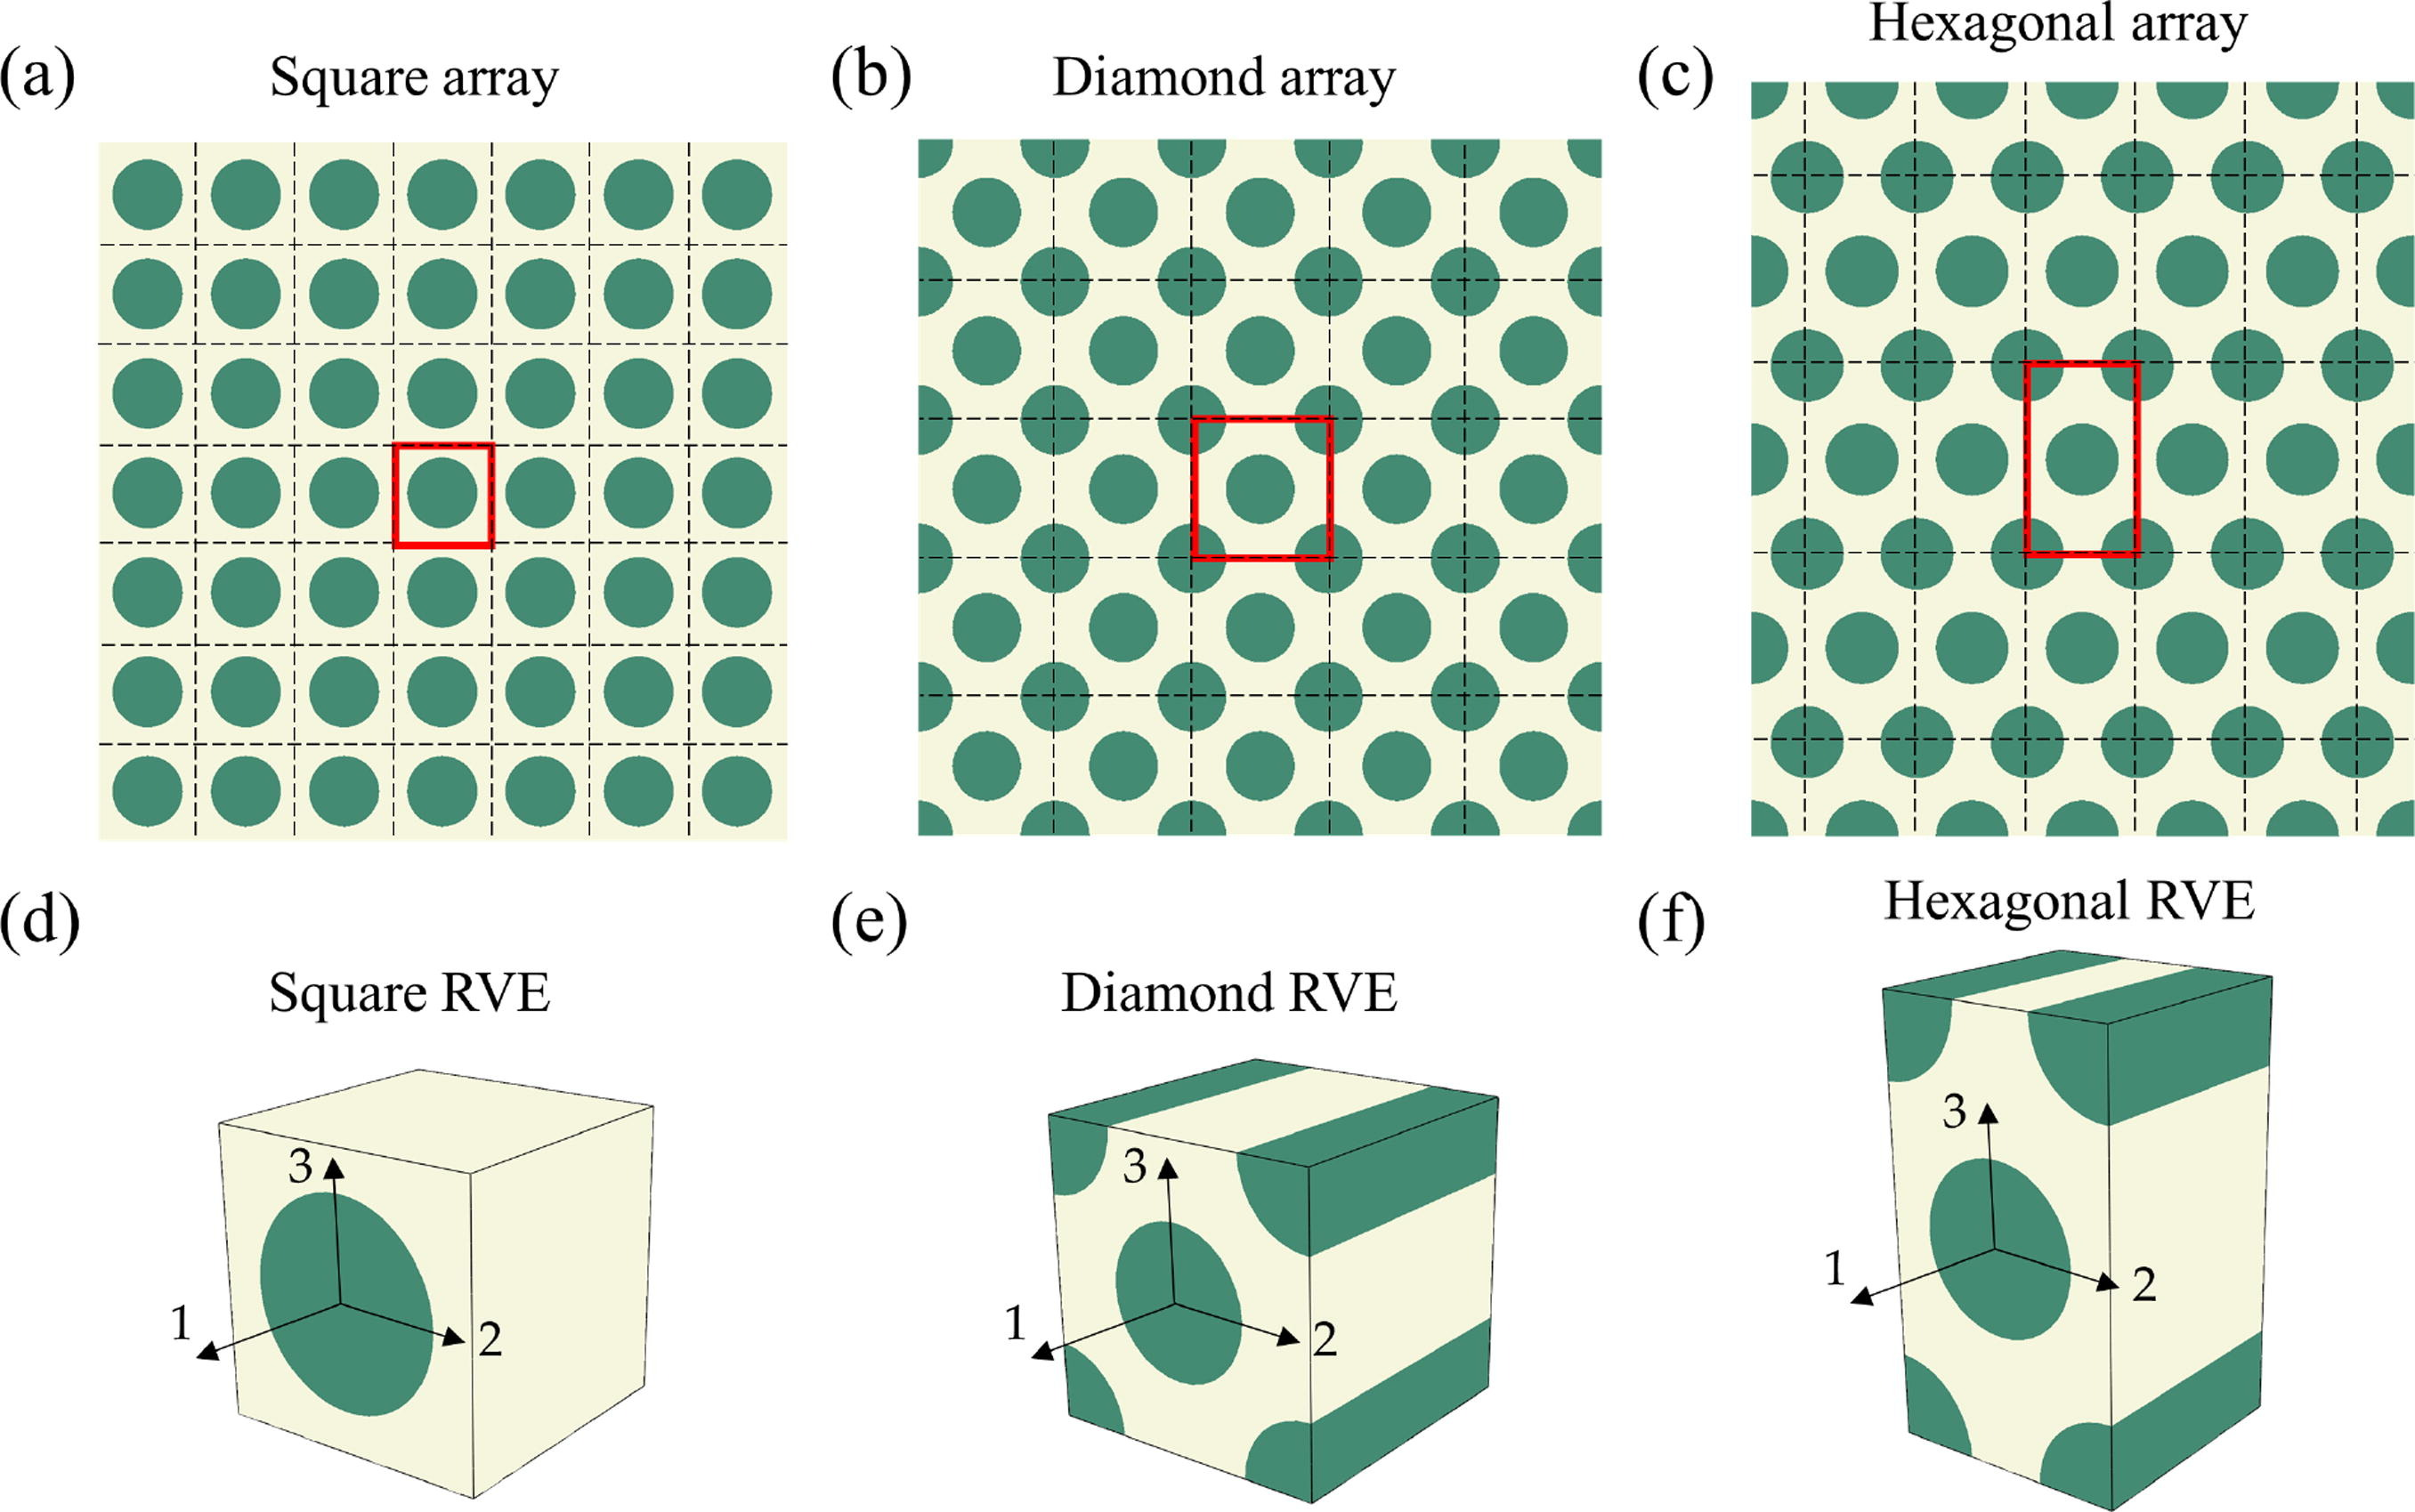 (a) Square array
(b) Diamond array
(c) Hexagonal array
(d) Square RVE
3
1
2
(e) Diamond RVE
3
1
2
(f) Hexagonal RVE
3
1
2